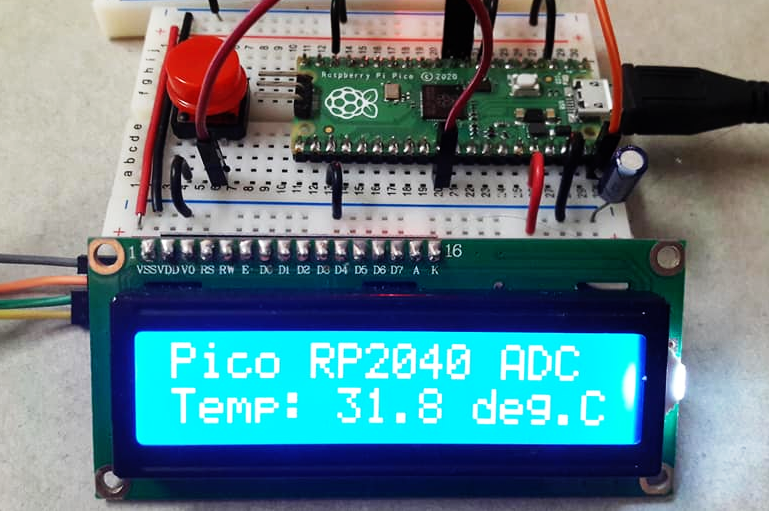 Raspberry Pi Pico © 2020
1 16
VSS VDD VO RS RW E D0 D1 D2 D3 D4 D5 D6 D7 A K
Pico RP2040 ADC
Temp: 31.8 deg.C